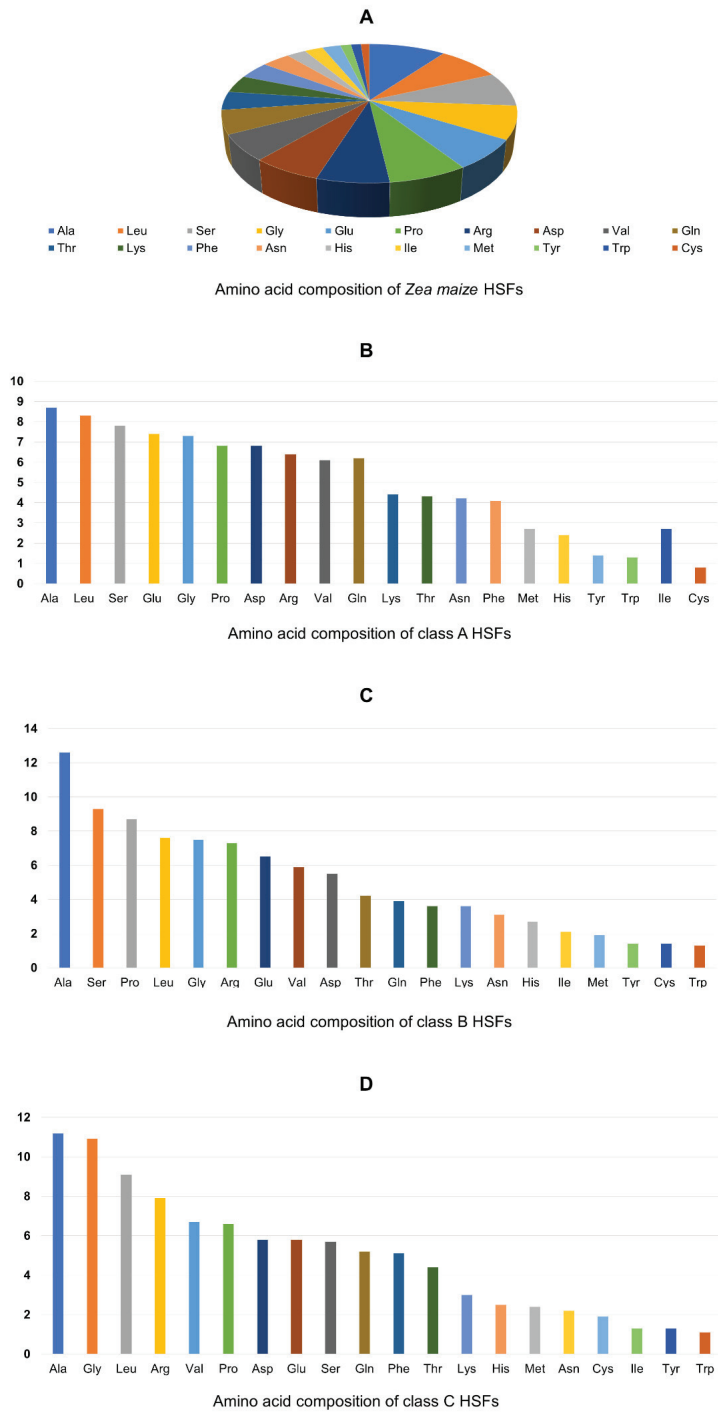 A
Ala Leu Ser Gly Glu Pro Arg Asp Val Gln
Thr Lys Phe Asn His Ile Met Tyr Trp Cys
Amino acid composition of Zea maize HSFs
B
10
9
8
7
6
5
4
3
2
1
0
Ala Leu Ser Glu Gly Pro Asp Arg Val Gln Lys Thr Asn Phe Met His Tyr Trp Ile Cys
Amino acid composition of class A HSFs
C
14
12
10
8
6
4
2
0
Ala Ser Pro Leu Gly Arg Glu Val Asp Thr Gln Phe Lys Asn His Ile Met Tyr Cys Trp
Amino acid composition of class B HSFs
D
12
10
8
6
4
2
0
Ala Gly Leu Arg Val Pro Asp Glu Ser Gln Phe Thr Lys His Met Asn Cys Ile Tyr Trp
Amino acid composition of class C HSFs